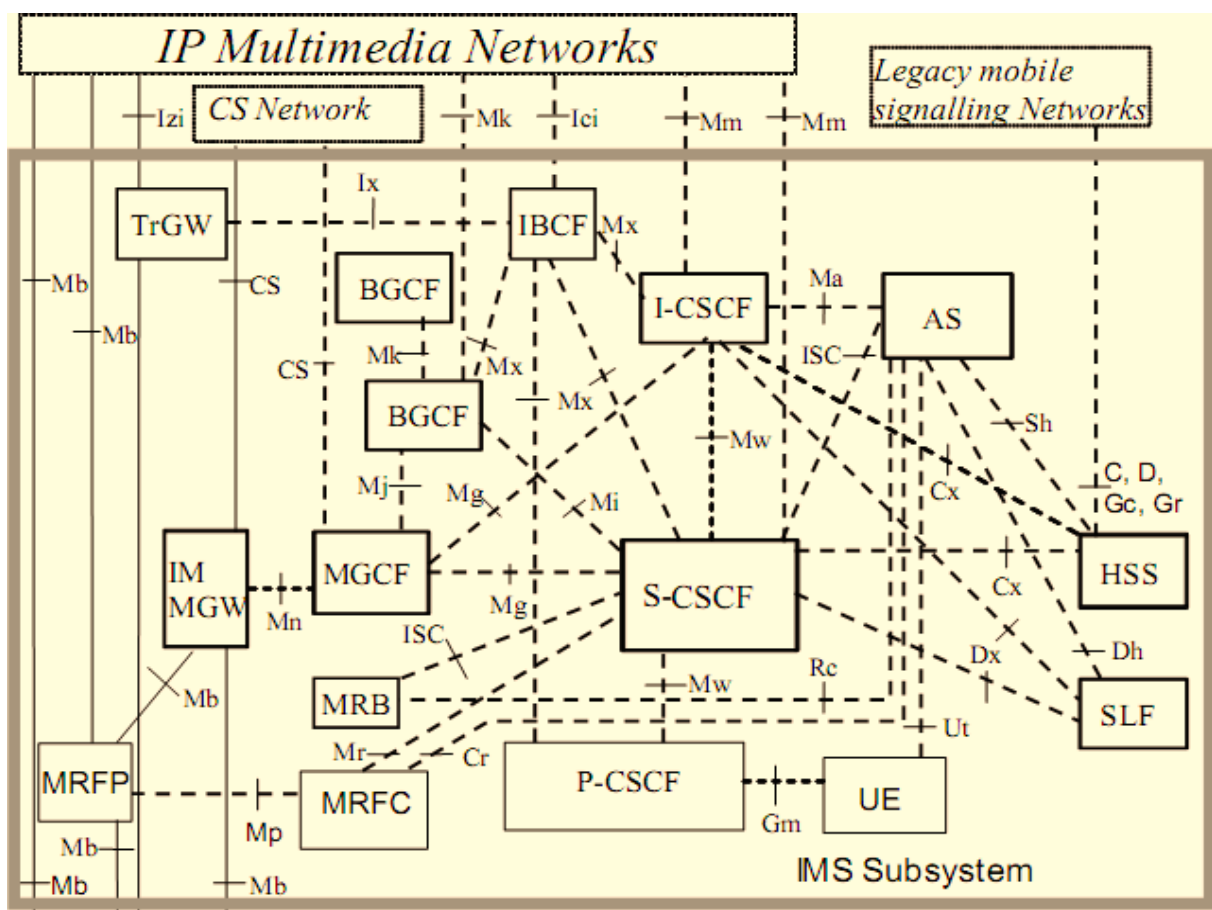 IP Multimedia Networks
Legacy mobile
signalling Networks
CS Network
Izi
Mk
Ici
Mm
Mm
TrGW
Ix
IBCF
Mx
Mb
CS
BGCF
I-CSCF
Ma
AS
Mb
CS
Mk
Mx
Mx
ISC
BGCF
Mw
Sh
Mj
Mg
Mi
Cx
C, D,
Gc, Gr
IM
MGW
Mn
MGCF
Mg
S-CSCF
Cx
HSS
ISC
Mb
MRB
Mw
Rc
Dx
Dh
SLF
Mr
Cr
Ut
MRFP
Mp
MRFC
P-CSCF
Gm
UE
Mb
Mb
Mb
IMS Subsystem